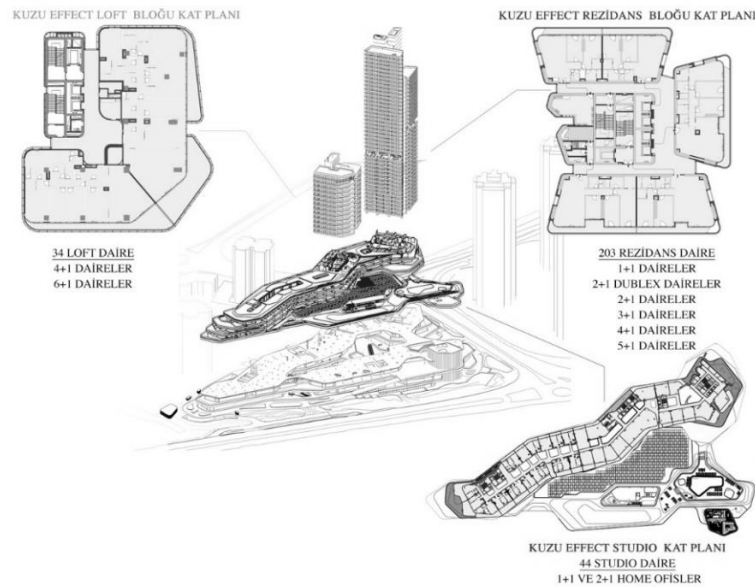 KUZU EFFECT LOFT BLOĞU KAT PLANI
34 LOFT DAİRE
4+1 DAİRELER
6+1 DAİRELER
KUZU EFFECT REZİDANS BLOĞU KAT PLANI
203 REZİDANS DAİRE
1+1 DAİRELER
2+1 DUBLEX DAİRELER
2+1 DAİRELER
3+1 DAİRELER
4+1 DAİRELER
5+1 DAİRELER
KUZU EFFECT STUDIO KAT PLANI
44 STUDIO DAİRE
1+1 VE 2+1 HOME OFİSLER